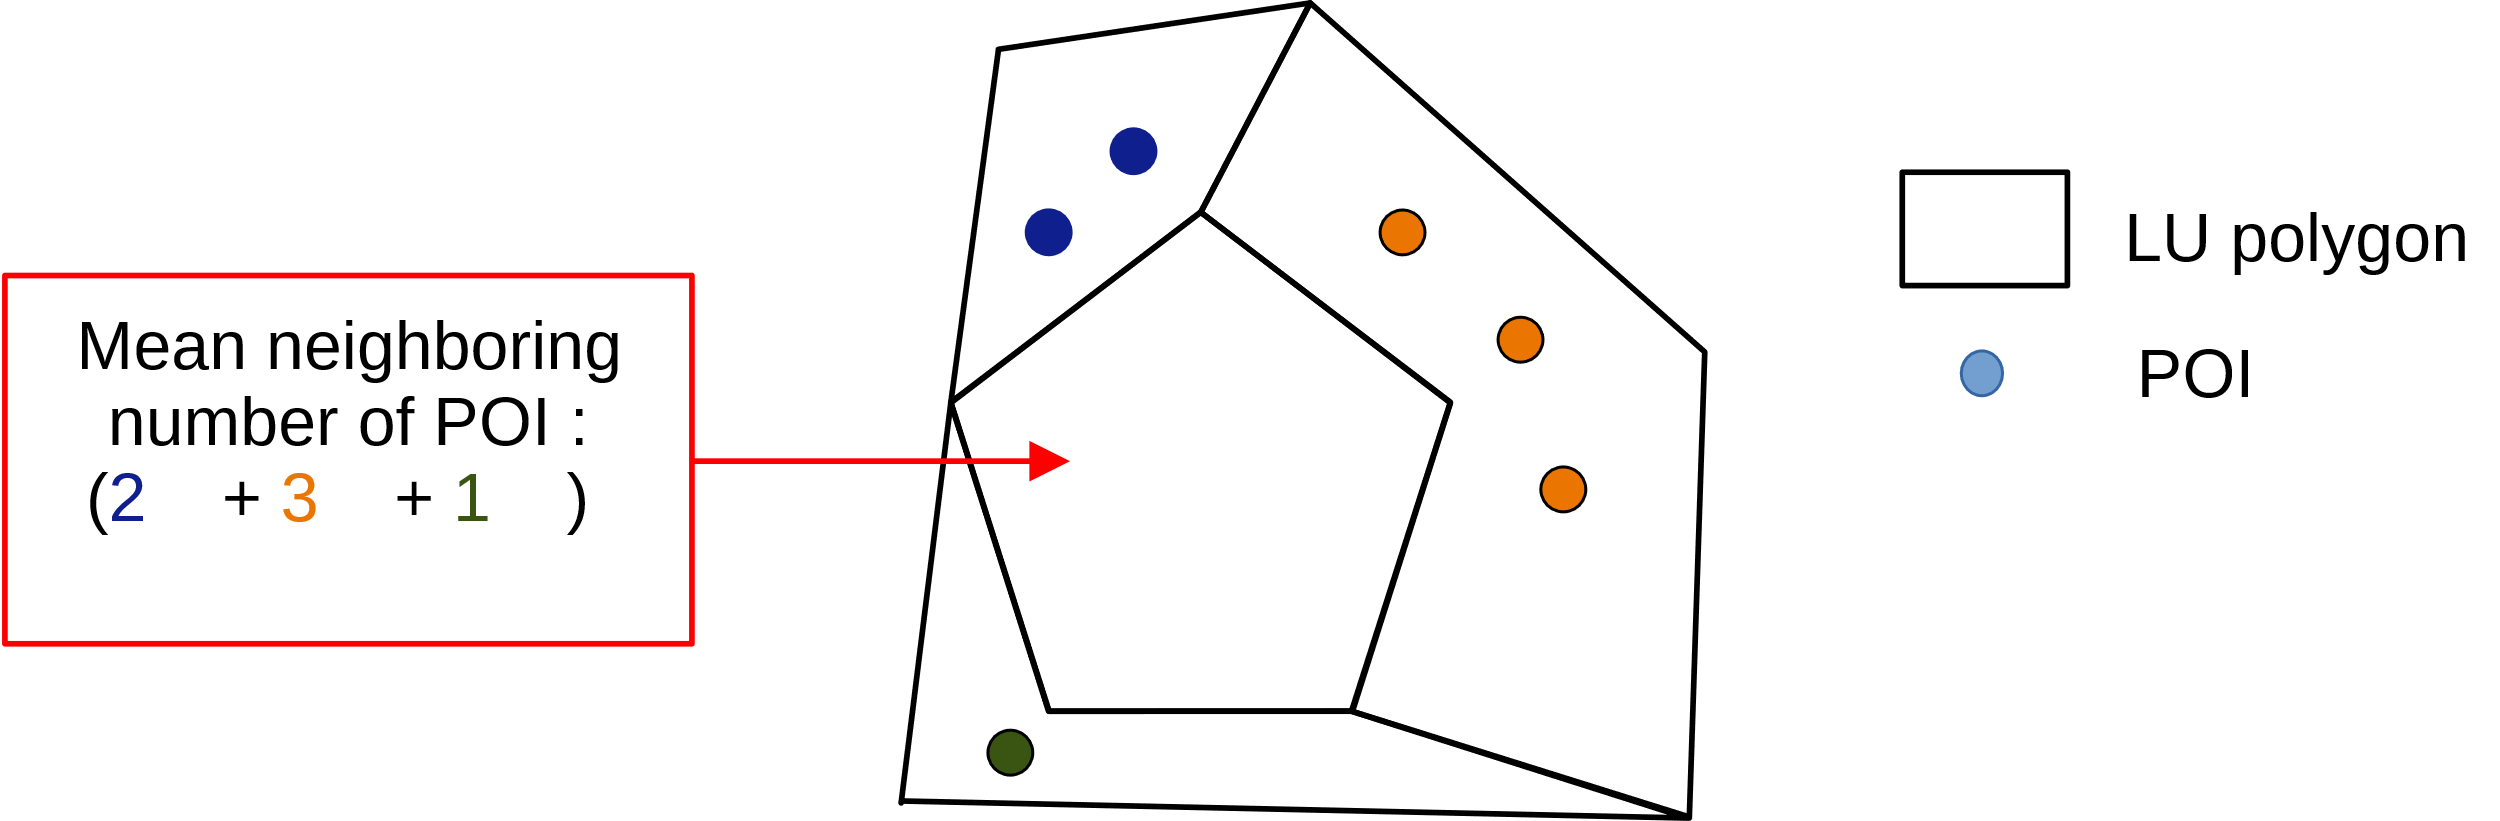 Mean neighboring
number of POI :
(2 + 3 + 1 )
LU polygon
POI